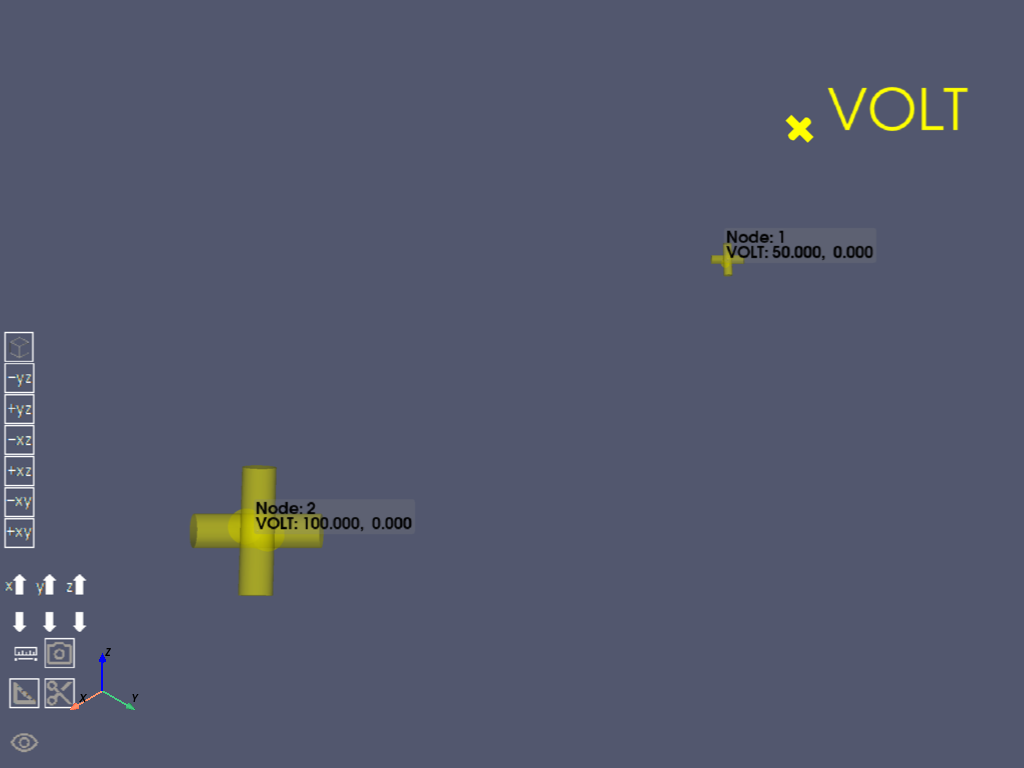 VOLT
Node: 1
VOLT: 50.000, 0.000
Node: 2
VOLT: 100.000, 0.000
-yz
+yz
-xz
+xz
-xy
+xy
x y z
Z
X Y